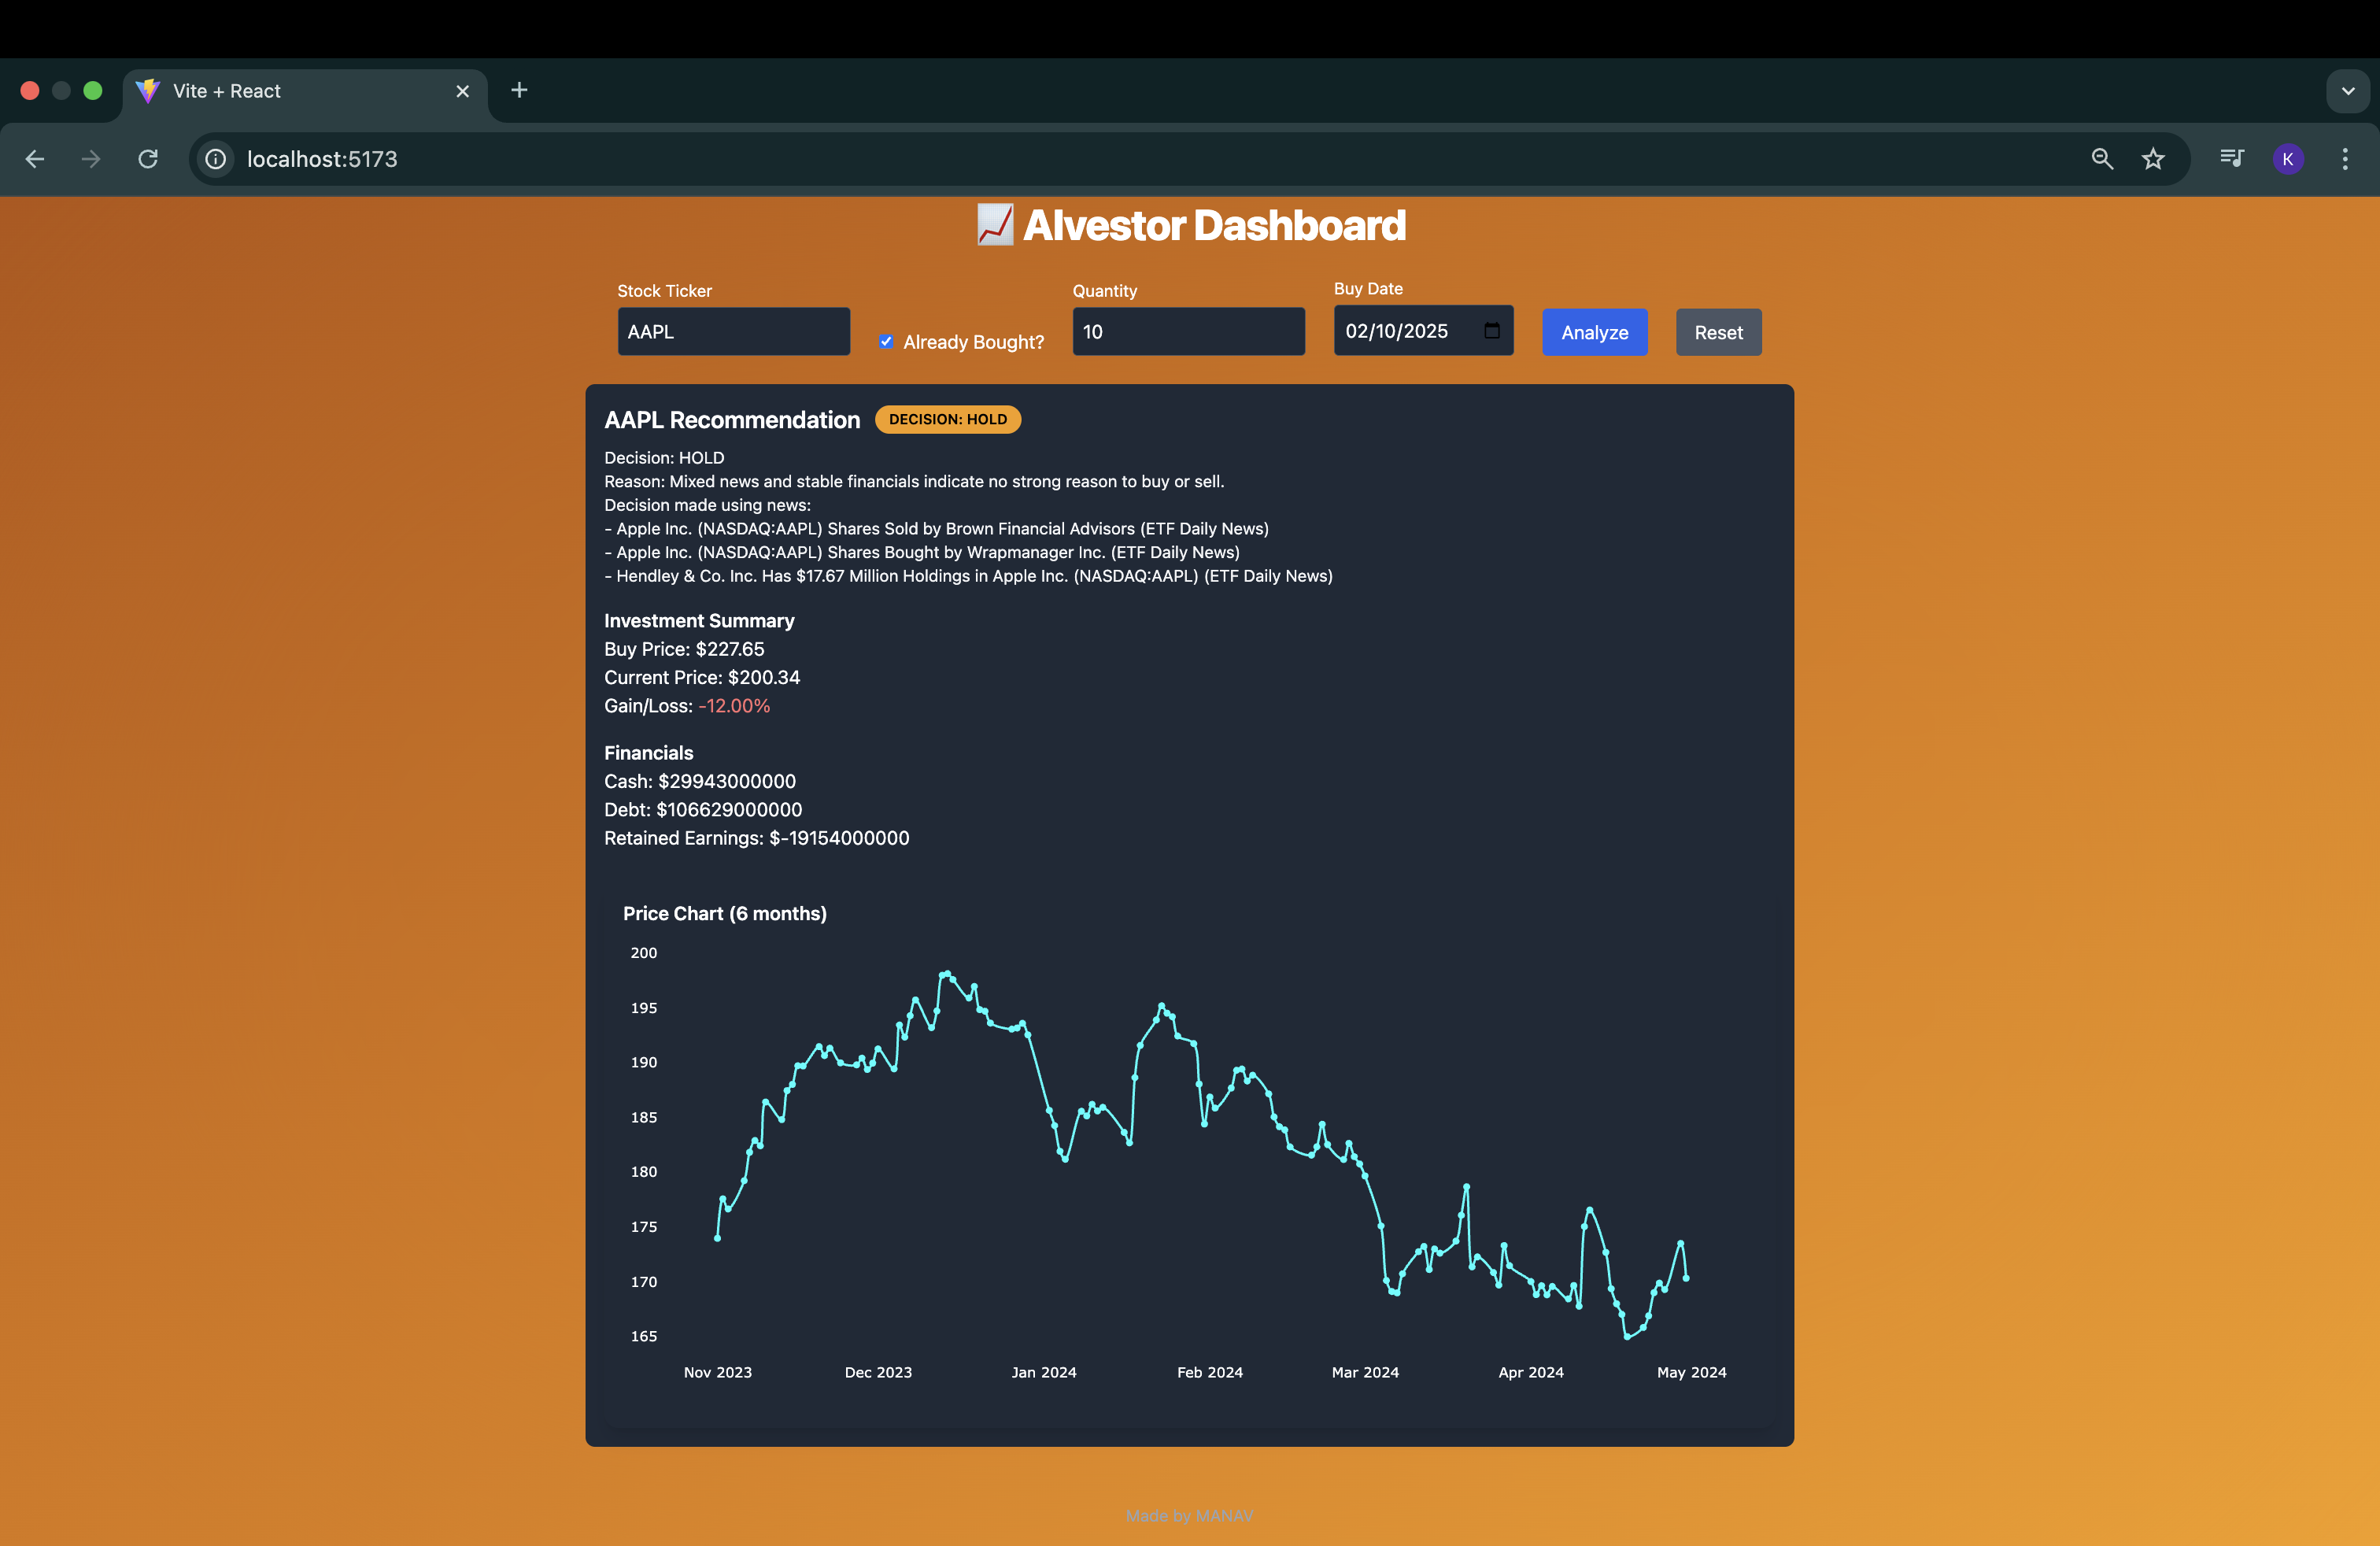 Vite + React
localhost:5173
AIvestor Dashboard
Stock Ticker
Quantity
Buy Date
AAPL
Already Bought?
10
02/10/2025
Analyze
Reset
AAPL Recommendation
DECISION: HOLD
Decision: HOLD
Reason: Mixed news and stable financials indicate no strong reason to buy or sell.
Decision made using news:
- Apple Inc. (NASDAQ:AAPL) Shares Sold by Brown Financial Advisors (ETF Daily News)
- Apple Inc. (NASDAQ:AAPL) Shares Bought by Wrapmanager Inc. (ETF Daily News)
- Hendley & Co. Inc. Has $17.67 Million Holdings in Apple Inc. (NASDAQ:AAPL) (ETF Daily News)
Investment Summary
Buy Price: $227.65
Current Price: $200.34
Gain/Loss: -12.00%
Financials
Cash: $29943000000
Debt: $106629000000
Retained Earnings: $-19154000000
Price Chart (6 months)
200
195
190
185
180
175
170
165
Nov 2023 Dec 2023 Jan 2024 Feb 2024 Mar 2024 Apr 2024 May 2024
Made by MANAV
K